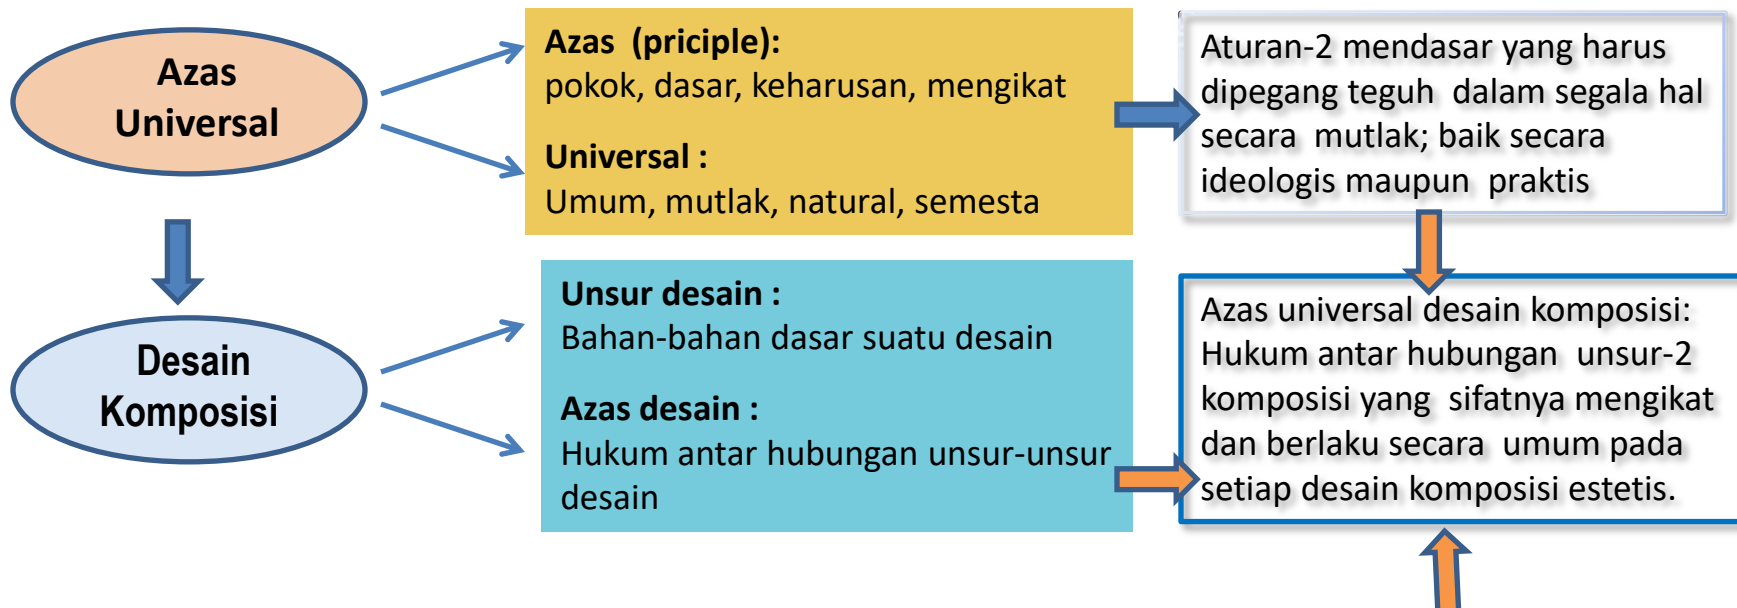 Azas
Universal
Azas (priciple):
pokok, dasar, keharusan, mengikat
Universal :
Umum, mutlak, natural, semesta
Aturan-2 mendasar yang harus
dipegang teguh dalam segala hal
secara mutlak; baik secara
ideologis maupun praktis
Desain
Komposisi
Unsur desain :
Bahan-bahan dasar suatu desain
Azas desain :
Hukum antar hubungan unsur-unsur
desain
Azas universal desain komposisi:
Hukum antar hubungan unsur-2
komposisi yang sifatnya mengikat
dan berlaku secara umum pada
setiap desain komposisi estetis.